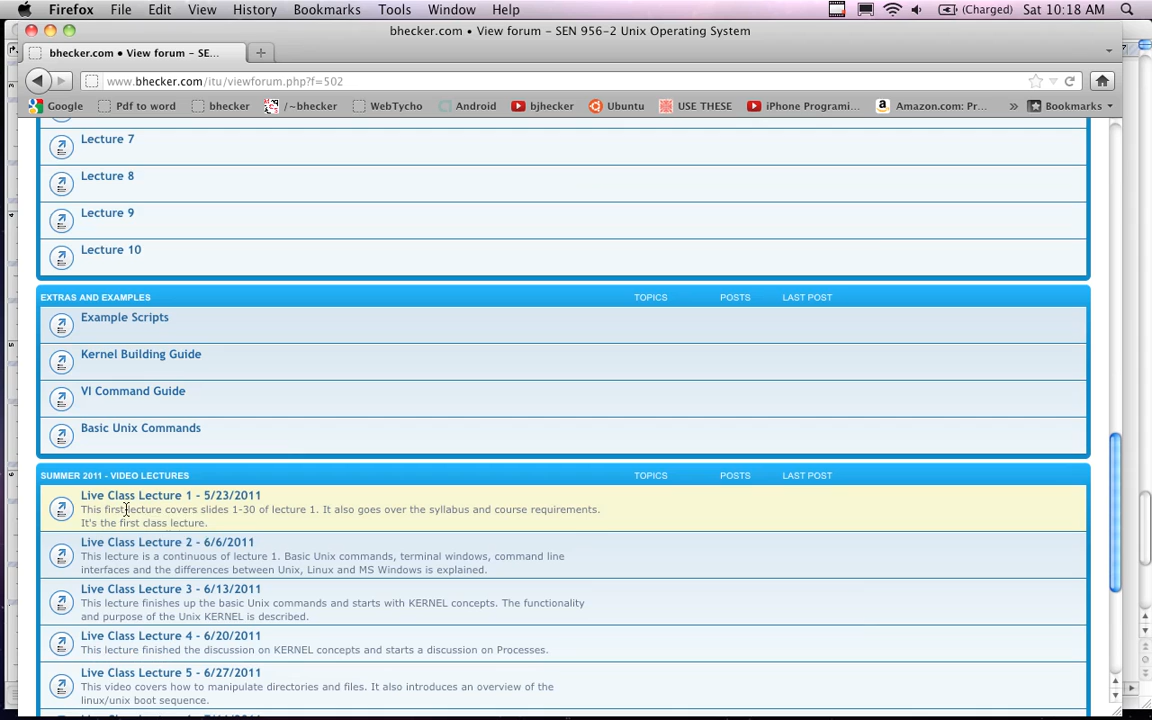 Firefox File Edit View History Bookmarks Tools Window Help (Charged) Sat 10:18 AM
bhecker.com • View forum – SEN 956-2 Unix Operating System
bhecker.com • View forum – SE...
www.bhecker.com/itu/viewforum.php?f=502
Google Pdf to word bhecker /~bhecker WebTycho Android bjhecker Ubuntu USE THESE iPhone Programi... Amazon.com: Pr... » Bookmarks
Lecture 7
Lecture 8
Lecture 9
Lecture 10
EXTRAS AND EXAMPLES TOPICS POSTS LAST POST
Example Scripts
Kernel Building Guide
VI Command Guide
Basic Unix Commands
SUMMER 2011 - VIDEO LECTURES TOPICS POSTS LAST POST
Live Class Lecture 1 - 5/23/2011
This first lecture covers slides 1-30 of lecture 1. It also goes over the syllabus and course requirements.
It's the first class lecture.
Live Class Lecture 2 - 6/6/2011
This lecture is a continuous of lecture 1. Basic Unix commands, terminal windows, command line
interfaces and the differences between Unix, Linux and MS Windows is explained.
Live Class Lecture 3 - 6/13/2011
This lecture finishes up the basic Unix commands and starts with KERNEL concepts. The functionality
and purpose of the Unix KERNEL is described.
Live Class Lecture 4 - 6/20/2011
This lecture finished the discussion on KERNEL concepts and starts a discussion on Processes.
Live Class Lecture 5 - 6/27/2011
This video covers how to manipulate directories and files. It also introduces an overview of the
linux/unix boot sequence.